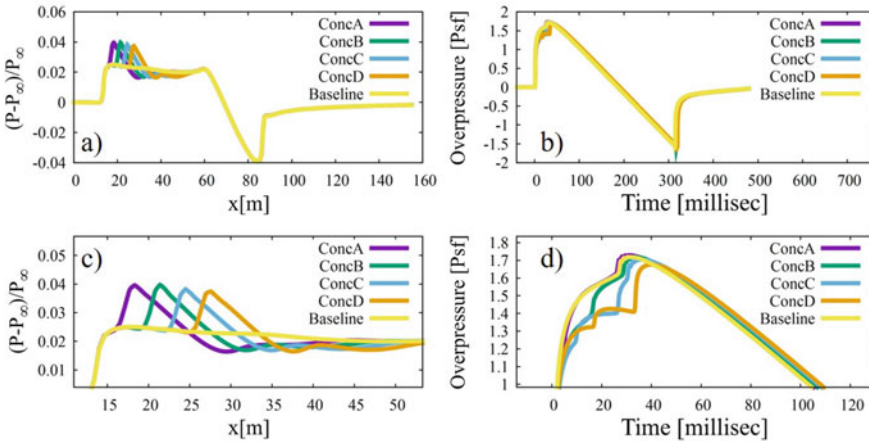 0.06
0.04
0.02
0
-0.02
-0.04
(P-P∞)/P∞
ConcA
ConcB
ConcC
ConcD
Baseline
a)
0 20 40 60 80 100 120 140 160
x[m]
2
1.5
1
0.5
0
-0.5
-1
-1.5
-2
Overpressure [Psf]
ConcA
ConcB
ConcC
ConcD
Baseline
b)
0 100 200 300 400 500 600 700
Time [millisec]
0.05
0.04
0.03
0.02
0.01
(P-P∞)/P∞
c)
ConcA
ConcB
ConcC
ConcD
Baseline
15 20 25 30 35 40 45 50
x[m]
1.8
1.7
1.6
1.5
1.4
1.3
1.2
1.1
1
Overpressure [Psf]
d)
ConcA
ConcB
ConcC
ConcD
Baseline
0 20 40 60 80 100 120
Time [millisec]